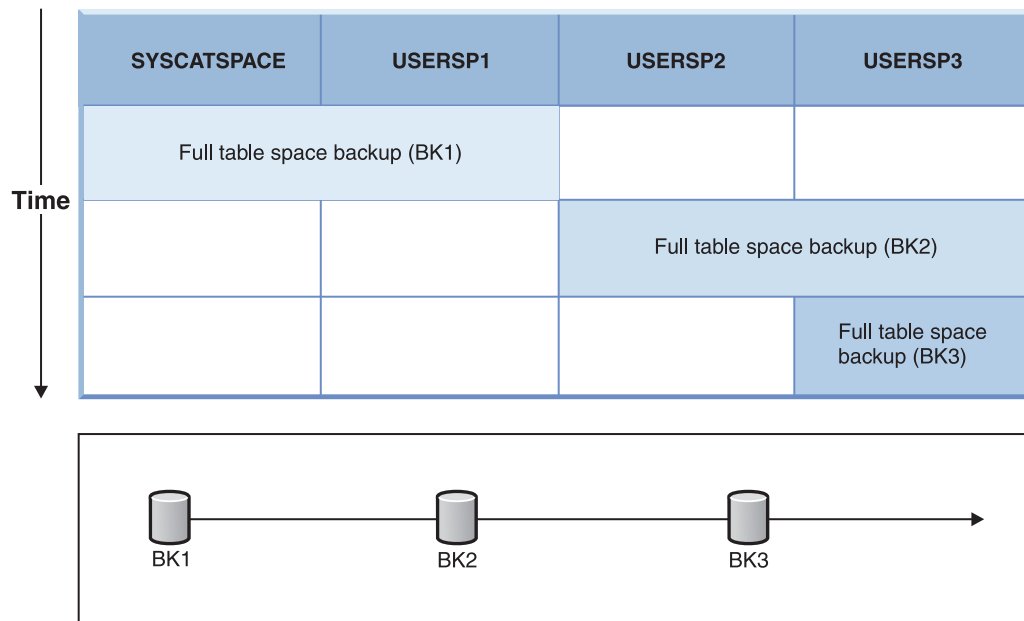 SYSCATSPACE
USERSP1
USERSP2
USERSP3
Full table space backup (BK1)
Time
Full table space backup (BK2)
Full table space
backup (BK3)
BK1
BK2
BK3